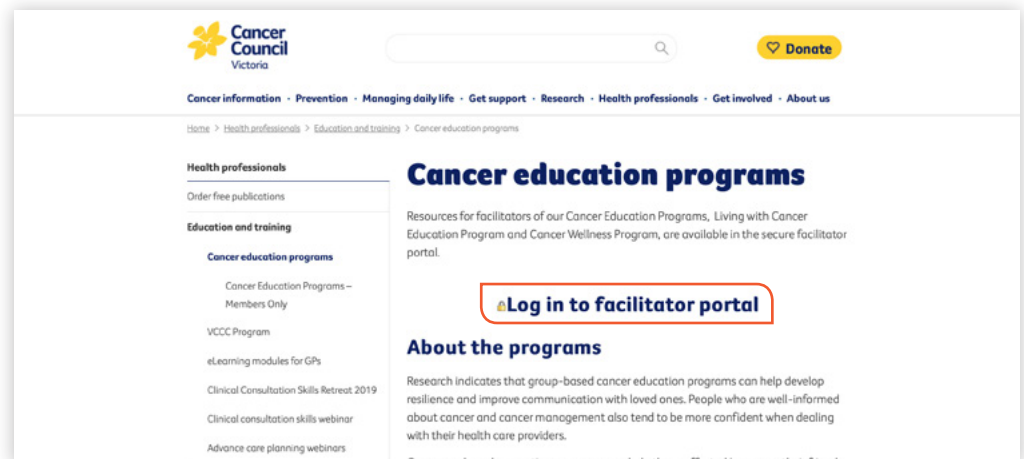 Cancer
Council
Victoria
Donate
Cancer information · Prevention · Managing daily life · Get support · Research · Health professionals · Get involved · About us
Home > Health professionals > Education and training > Cancer education programs
Health professionals
Order free publications
Education and training
Cancer education programs
Cancer Education Programs –
Members Only
VCCC Program
eLearning modules for GPs
Clinical Consultation Skills Retreat 2019
Clinical consultation skills webinar
Advance care planning webinars
Cancer education programs
Resources for facilitators of our Cancer Education Programs, Living with Cancer
Education Program and Cancer Wellness Program, are available in the secure facilitator
portal.
Log in to facilitator portal
About the programs
Research indicates that group-based cancer education programs can help develop
resilience and improve communication with loved ones. People who are well-informed
about cancer and cancer management also tend to be more confident when dealing
with their health care providers.